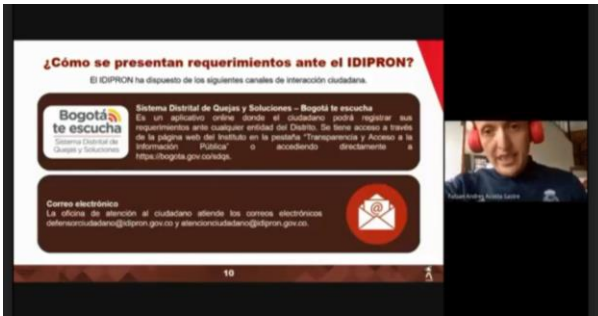 ¿Cómo se presentan requerimientos ante el IDIPRON?
El IDIPRON ha dispuesto de los siguientes canales de interacción ciudadana.
Bogotá
te escucha
Sistema Distrital de
Quejas y Soluciones
Sistema Distrital de Quejas y Soluciones – Bogotá te escucha
Es un aplicativo online donde el ciudadano podrá registrar sus
requerimientos ante cualquier entidad del Distrito. Se tiene acceso a través
de la página web del Instituto en la pestaña "Transparencia y Acceso a la
Información Pública" o accediendo directamente a
https://bogota.gov.co/sdqs.
Correo electrónico
La oficina de atención al ciudadano atiende los correos electrónicos
defensorciudadano@idipron.gov.co y atencionciudadano@idipron.gov.co.
10
Andres Acosta